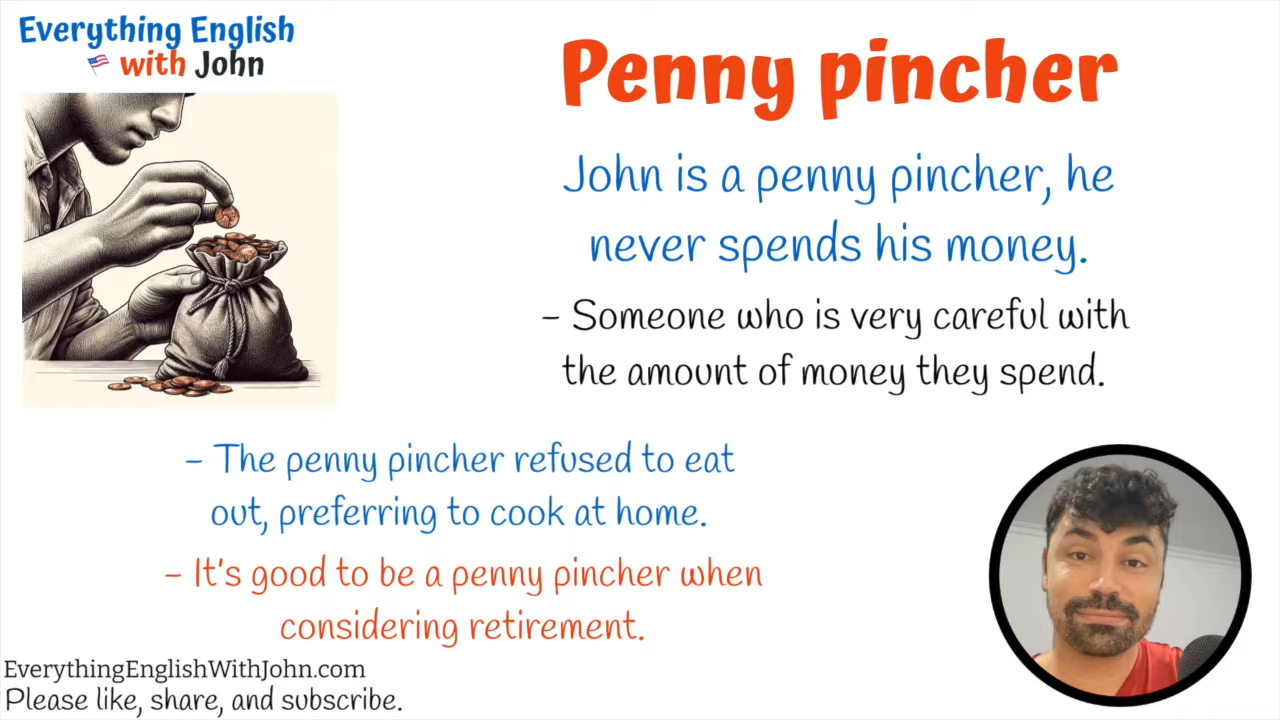 Everything English
with John
Penny pincher
John is a penny pincher, he
never spends his money.
- Someone who is very careful with
the amount of money they spend.
- The penny pincher refused to eat
out, preferring to cook at home.
- It's good to be a penny pincher when
considering retirement.
EverythingEnglishWithJohn.com
Please like, share, and subscribe.